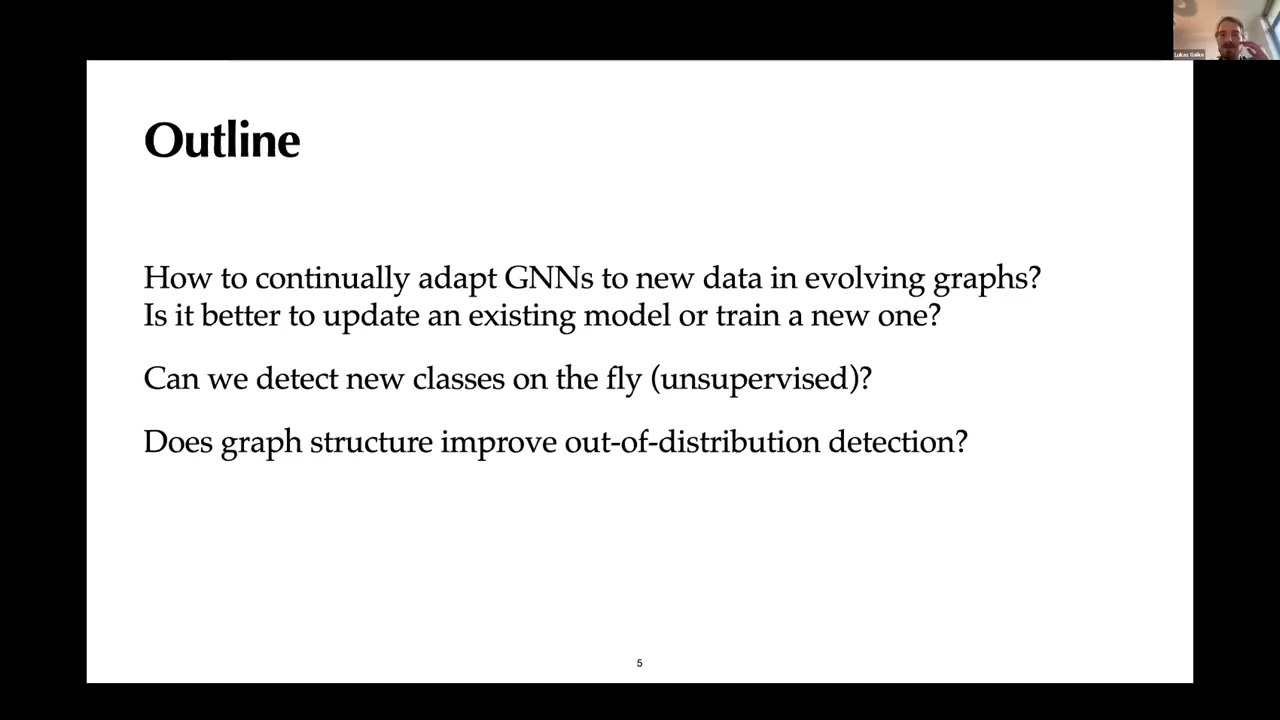 Lukas Galke
Outline
How to continually adapt GNNs to new data in evolving graphs?
Is it better to update an existing model or train a new one?
Can we detect new classes on the fly (unsupervised)?
Does graph structure improve out-of-distribution detection?
5